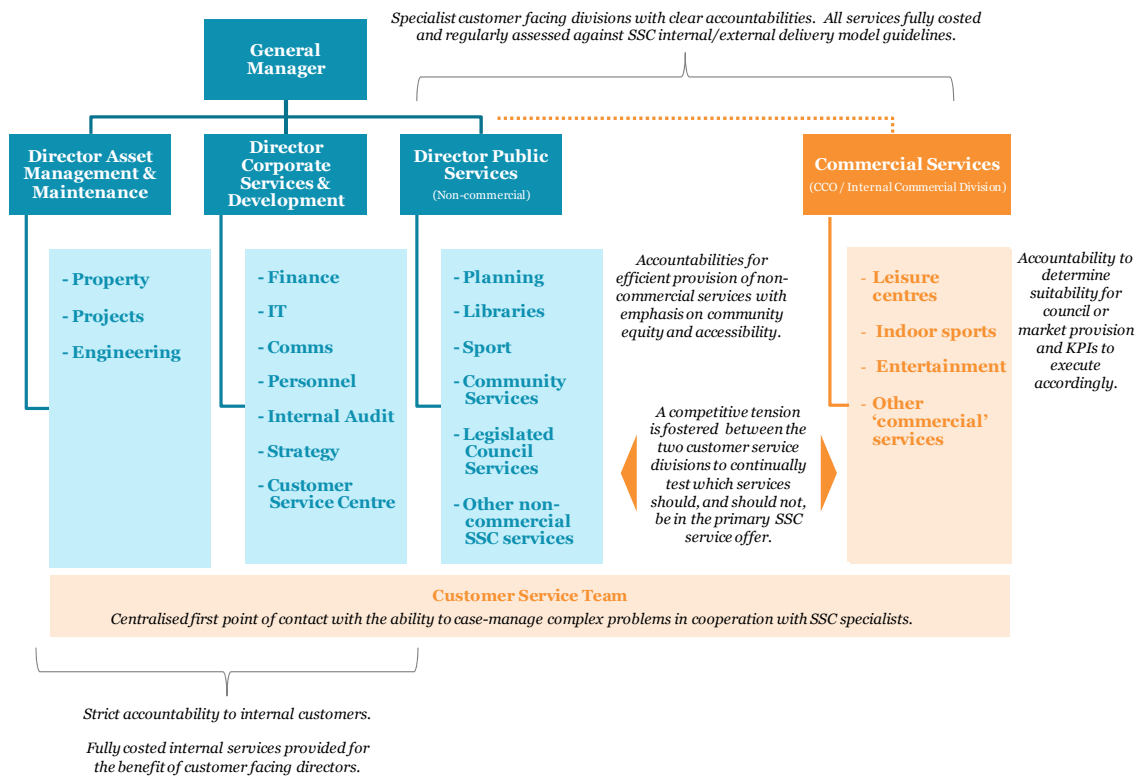 Specialist customer facing divisions with clear accountabilities.  All services fully costed
and regularly assessed against SSC internal/external delivery model guidelines.
General
Manager
Director Asset
Management &
Maintenance
Director
Corporate
Services &
Development
Director Public
Services
(Non-commercial)
Commercial Services
(CCO / Internal Commercial Division)
- Property
- Projects
- Engineering
- Finance
- IT
- Comms
- Personnel
- Internal Audit
- Strategy
- Customer
Service Centre
- Planning
- Libraries
- Sport
- Community
Services
- Legislated
Council
Services
- Other non-
commercial
SSC services
Accountabilities for
efficient provision of non-
commercial services with
emphasis on community
equity and accessibility.
A competitive tension
is fostered between the
two customer service
divisions to continually
test which services
should, and should not,
be in the primary SSC
service offer.
- Leisure
centres
- Indoor sports
- Entertainment
- Other
‘commercial’
services
Accountability to
determine
suitability for
council or
market provision
and KPIs to
execute
accordingly.
Customer Service Team
Centralised first point of contact with the ability to case-manage complex problems in cooperation with SSC specialists.
Strict accountability to internal customers.
Fully costed internal services provided for
the benefit of customer facing directors.